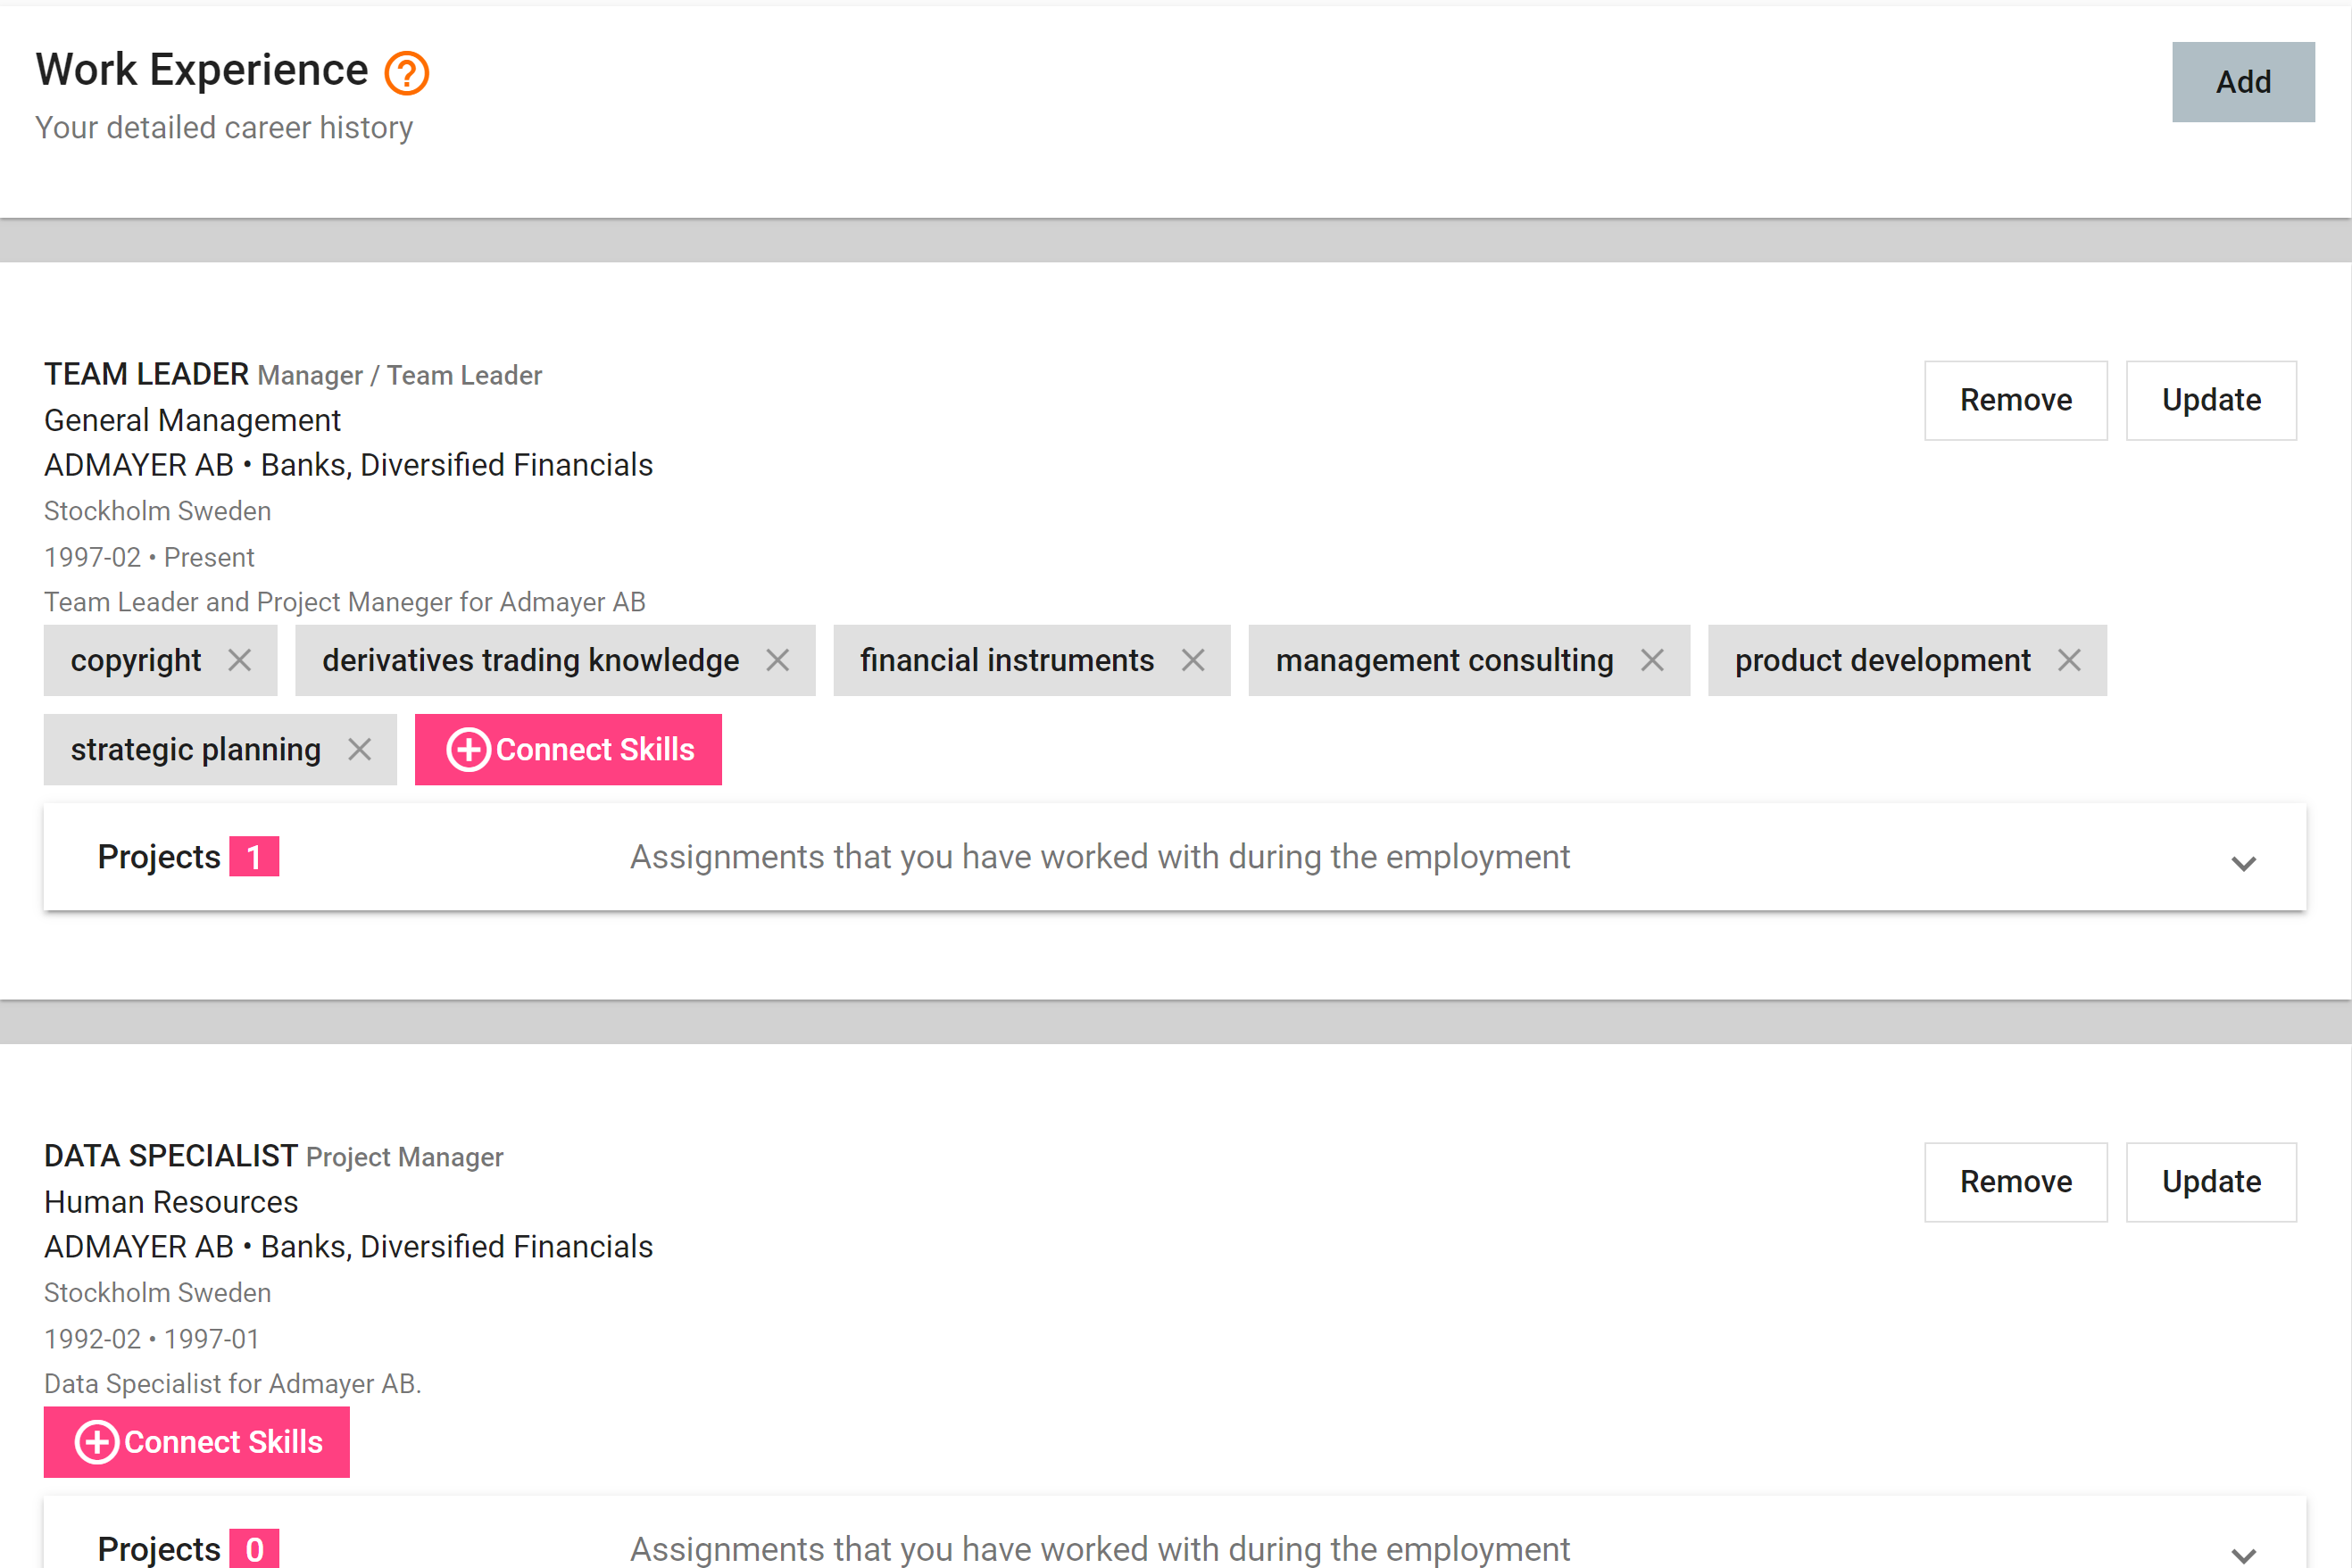 Work Experience
Add
Your detailed career history
TEAM LEADER Manager / Team Leader
Remove
Update
General Management
ADMAYER AB • Banks, Diversified Financials
Stockholm Sweden
1997-02 • Present
Team Leader and Project Maneger for Admayer AB
copyright
derivatives trading knowledge
financial instruments
management consulting
product development
strategic planning
Connect Skills
Projects 1
Assignments that you have worked with during the employment
DATA SPECIALIST Project Manager
Remove
Update
Human Resources
ADMAYER AB • Banks, Diversified Financials
Stockholm Sweden
1992-02 • 1997-01
Data Specialist for Admayer AB.
Connect Skills
Projects 0
Assignments that you have worked with during the employment